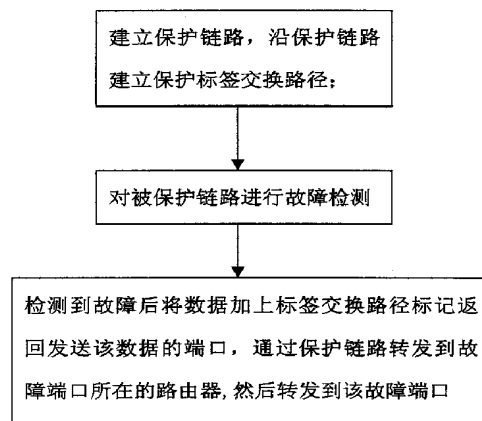 建立保护链路，沿保护链路
建立保护标签交换路径；
对被保护链路进行故障检测
检测到故障后将数据加上标签交换路径标记返
回发送该数据的端口，通过保护链路转发到故
障端口所在的路由器,然后转发到该故障端口